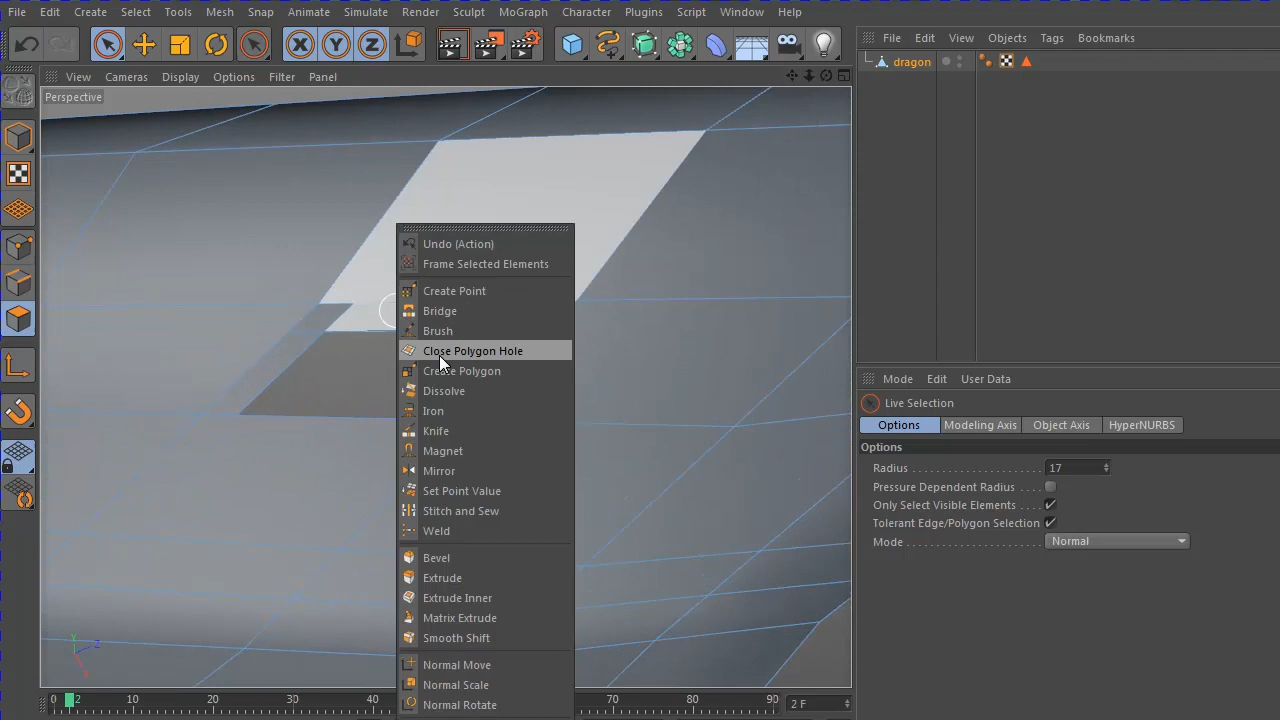 File Edit Create Select Tools Mesh Snap Animate Simulate Render Sculpt MoGraph Character Plugins Script Window Help
X Y Z
File Edit View Objects Tags Bookmarks
dragon
View Cameras Display Options Filter Panel
Perspective
Undo (Action)
Frame Selected Elements
Create Point
Bridge
Brush
Close Polygon Hole
Create Polygon
Dissolve
Iron
Knife
Magnet
Mirror
Set Point Value
Stitch and Sew
Weld
Bevel
Extrude
Extrude Inner
Matrix Extrude
Smooth Shift
Normal Move
Normal Scale
Normal Rotate
Mode Edit User Data
Live Selection
Options Modeling Axis Object Axis HyperNURBS
Options
Radius 17
Pressure Dependent Radius
Only Select Visible Elements
Tolerant Edge/Polygon Selection
Mode Normal
Y Z X
0 2 10 20 30 40 70 80 90 2 F